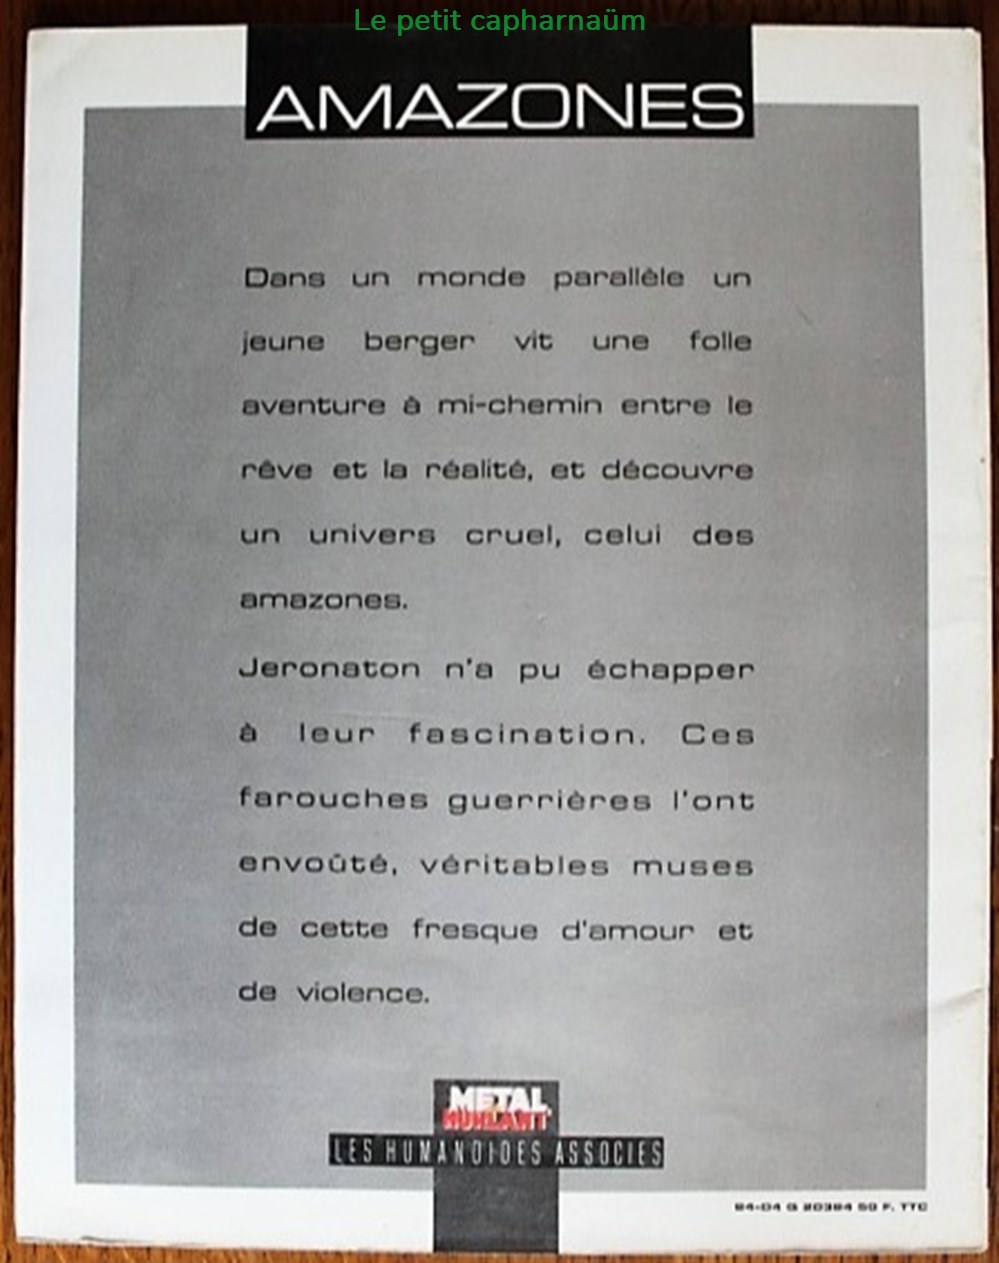 Le petit capharnaüm
AMAZONES
Dans un monde parallèle un
jeune berger vit une folle
aventure à mi-chemin entre le
rêve et la réalité, et découvre
un univers cruel, celui des
amazones.
Jeronaton n'a pu échapper
à leur fascination. Ces
farouches guerrières l'ont
envoûté, véritables muses
de cette fresque d'amour et
de violence.
METAL
HURLANT
LES HUMANOIDES ASSOCIES
84-04 G 20384 50 F. TTC